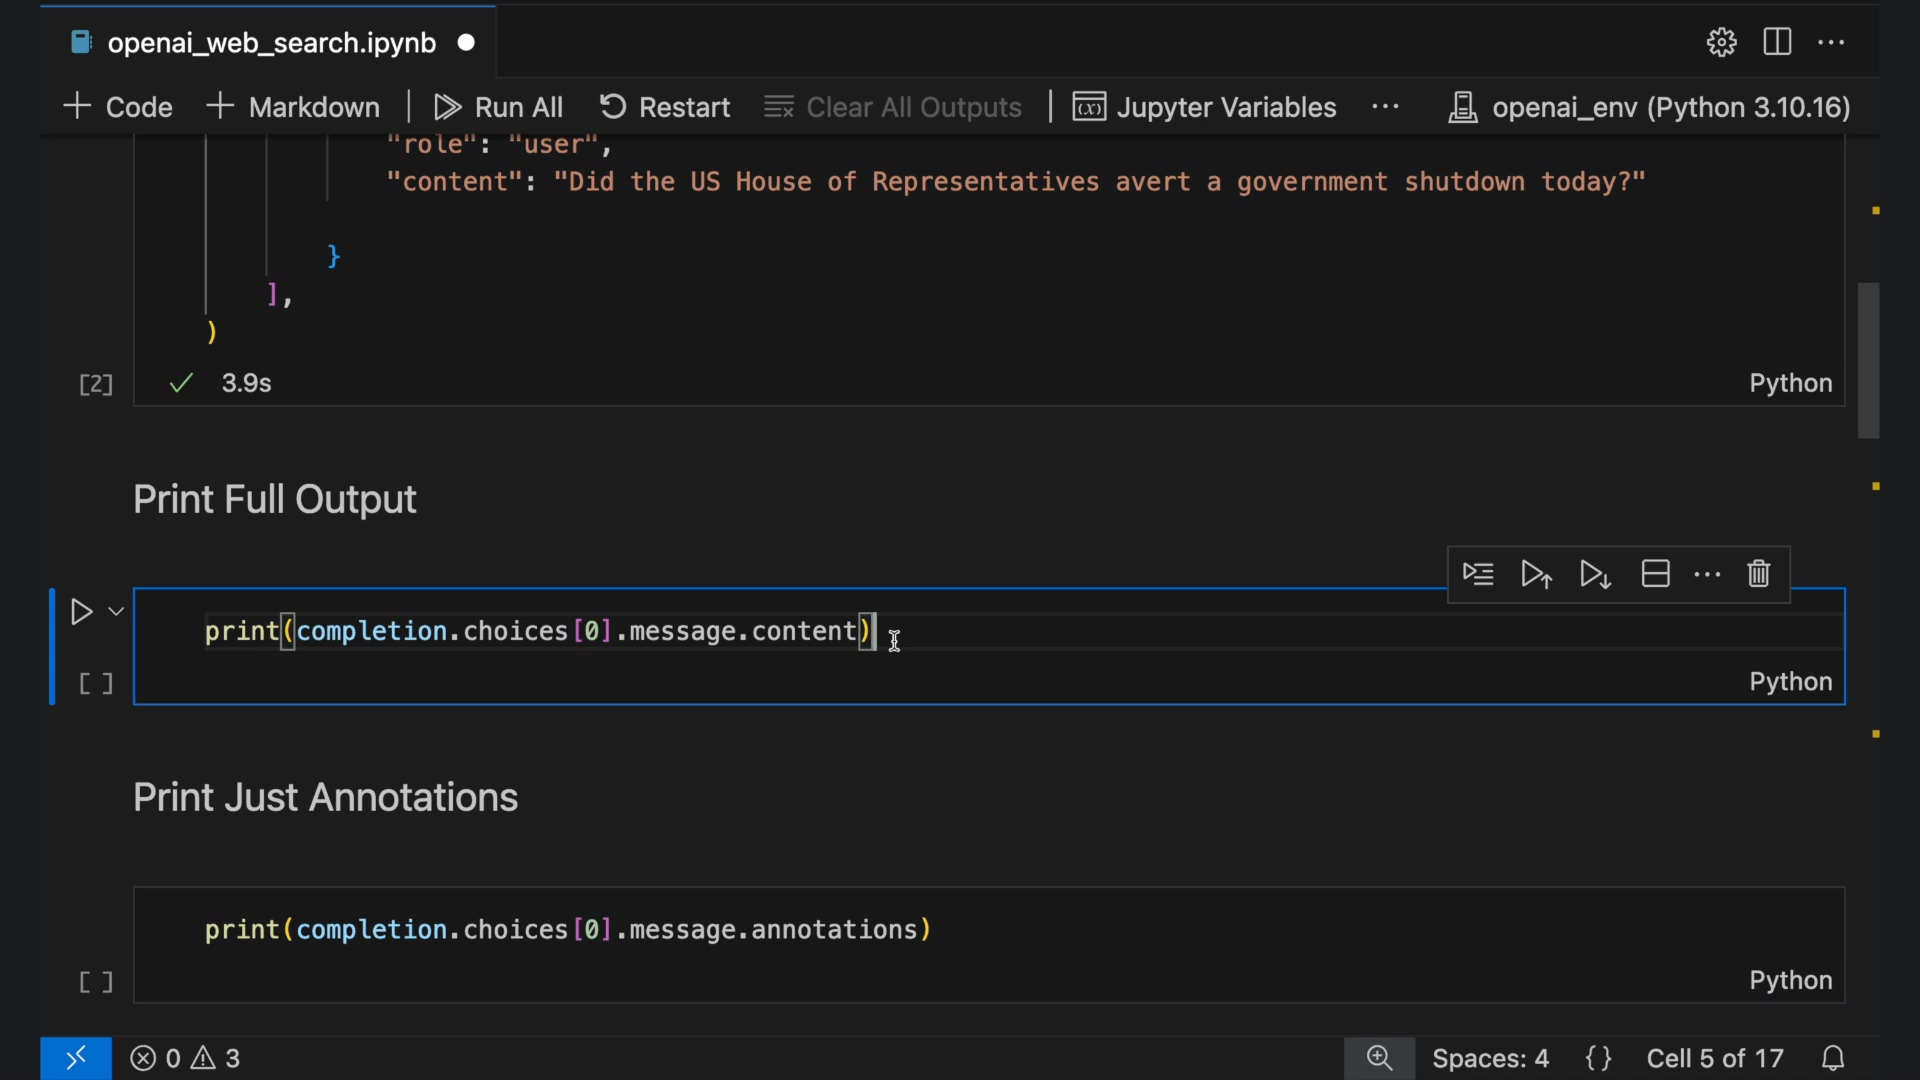 openai_web_search.ipynb
Code Markdown Run All Restart Clear All Outputs Jupyter Variables ... openai_env (Python 3.10.16)
"role": "user",
"content": "Did the US House of Representatives avert a government shutdown today?"
}
],
)
[2] 3.9s Python
Print Full Output
print(completion.choices[0].message.content)
[ ] Python
Print Just Annotations
print(completion.choices[0].message.annotations)
[ ] Python
0 3 Spaces: 4 {} Cell 5 of 17